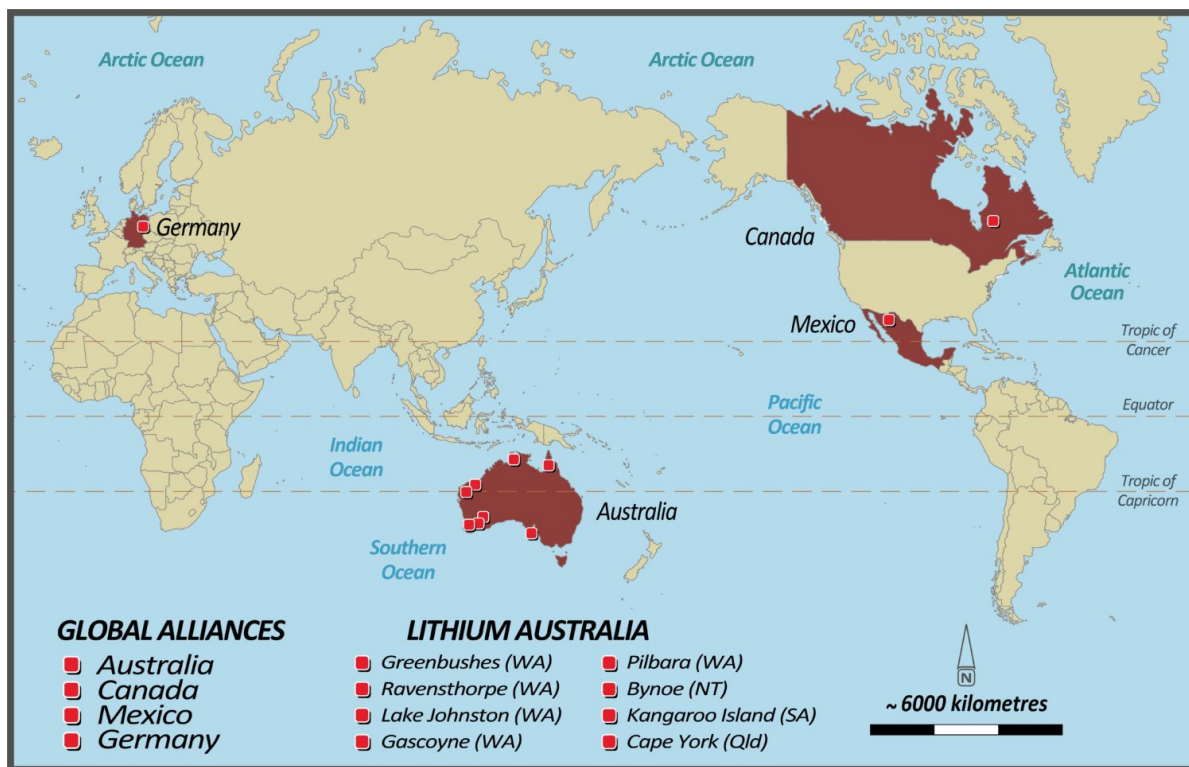 Arctic Ocean
Arctic Ocean
Germany
Canada
Atlantic
Ocean
Mexico
Tropic of
Cancer
Pacific
Ocean
Equator
Indian
Ocean
Tropic of
Capricorn
Australia
Southern
Ocean
GLOBAL ALLIANCES
Australia
Canada
Mexico
Germany
LITHIUM AUSTRALIA
Greenbushes (WA)
Ravensthorpe (WA)
Lake Johnston (WA)
Gascoyne (WA)
Pilbara (WA)
Bynoe (NT)
Kangaroo Island (SA)
Cape York (Qld)
N
~ 6000 kilometres